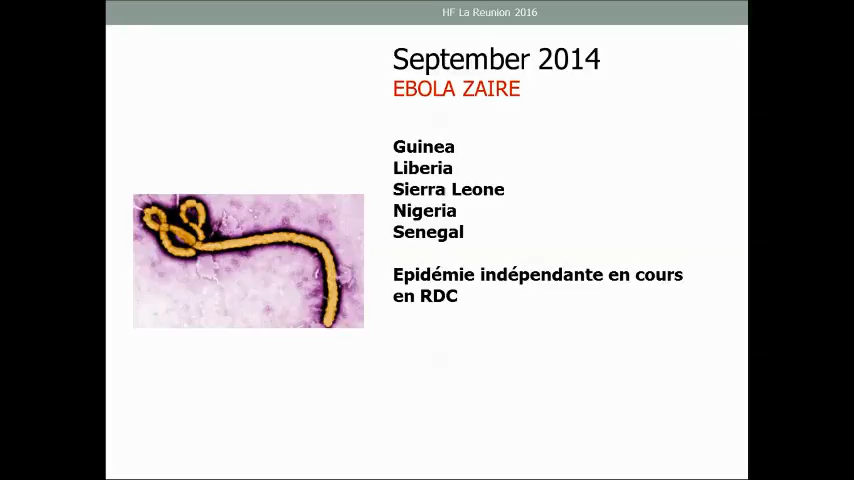 HF La Reunion 2016
September 2014
EBOLA ZAIRE
Guinea
Liberia
Sierra Leone
Nigeria
Senegal
Epidémie indépendante en cours
en RDC